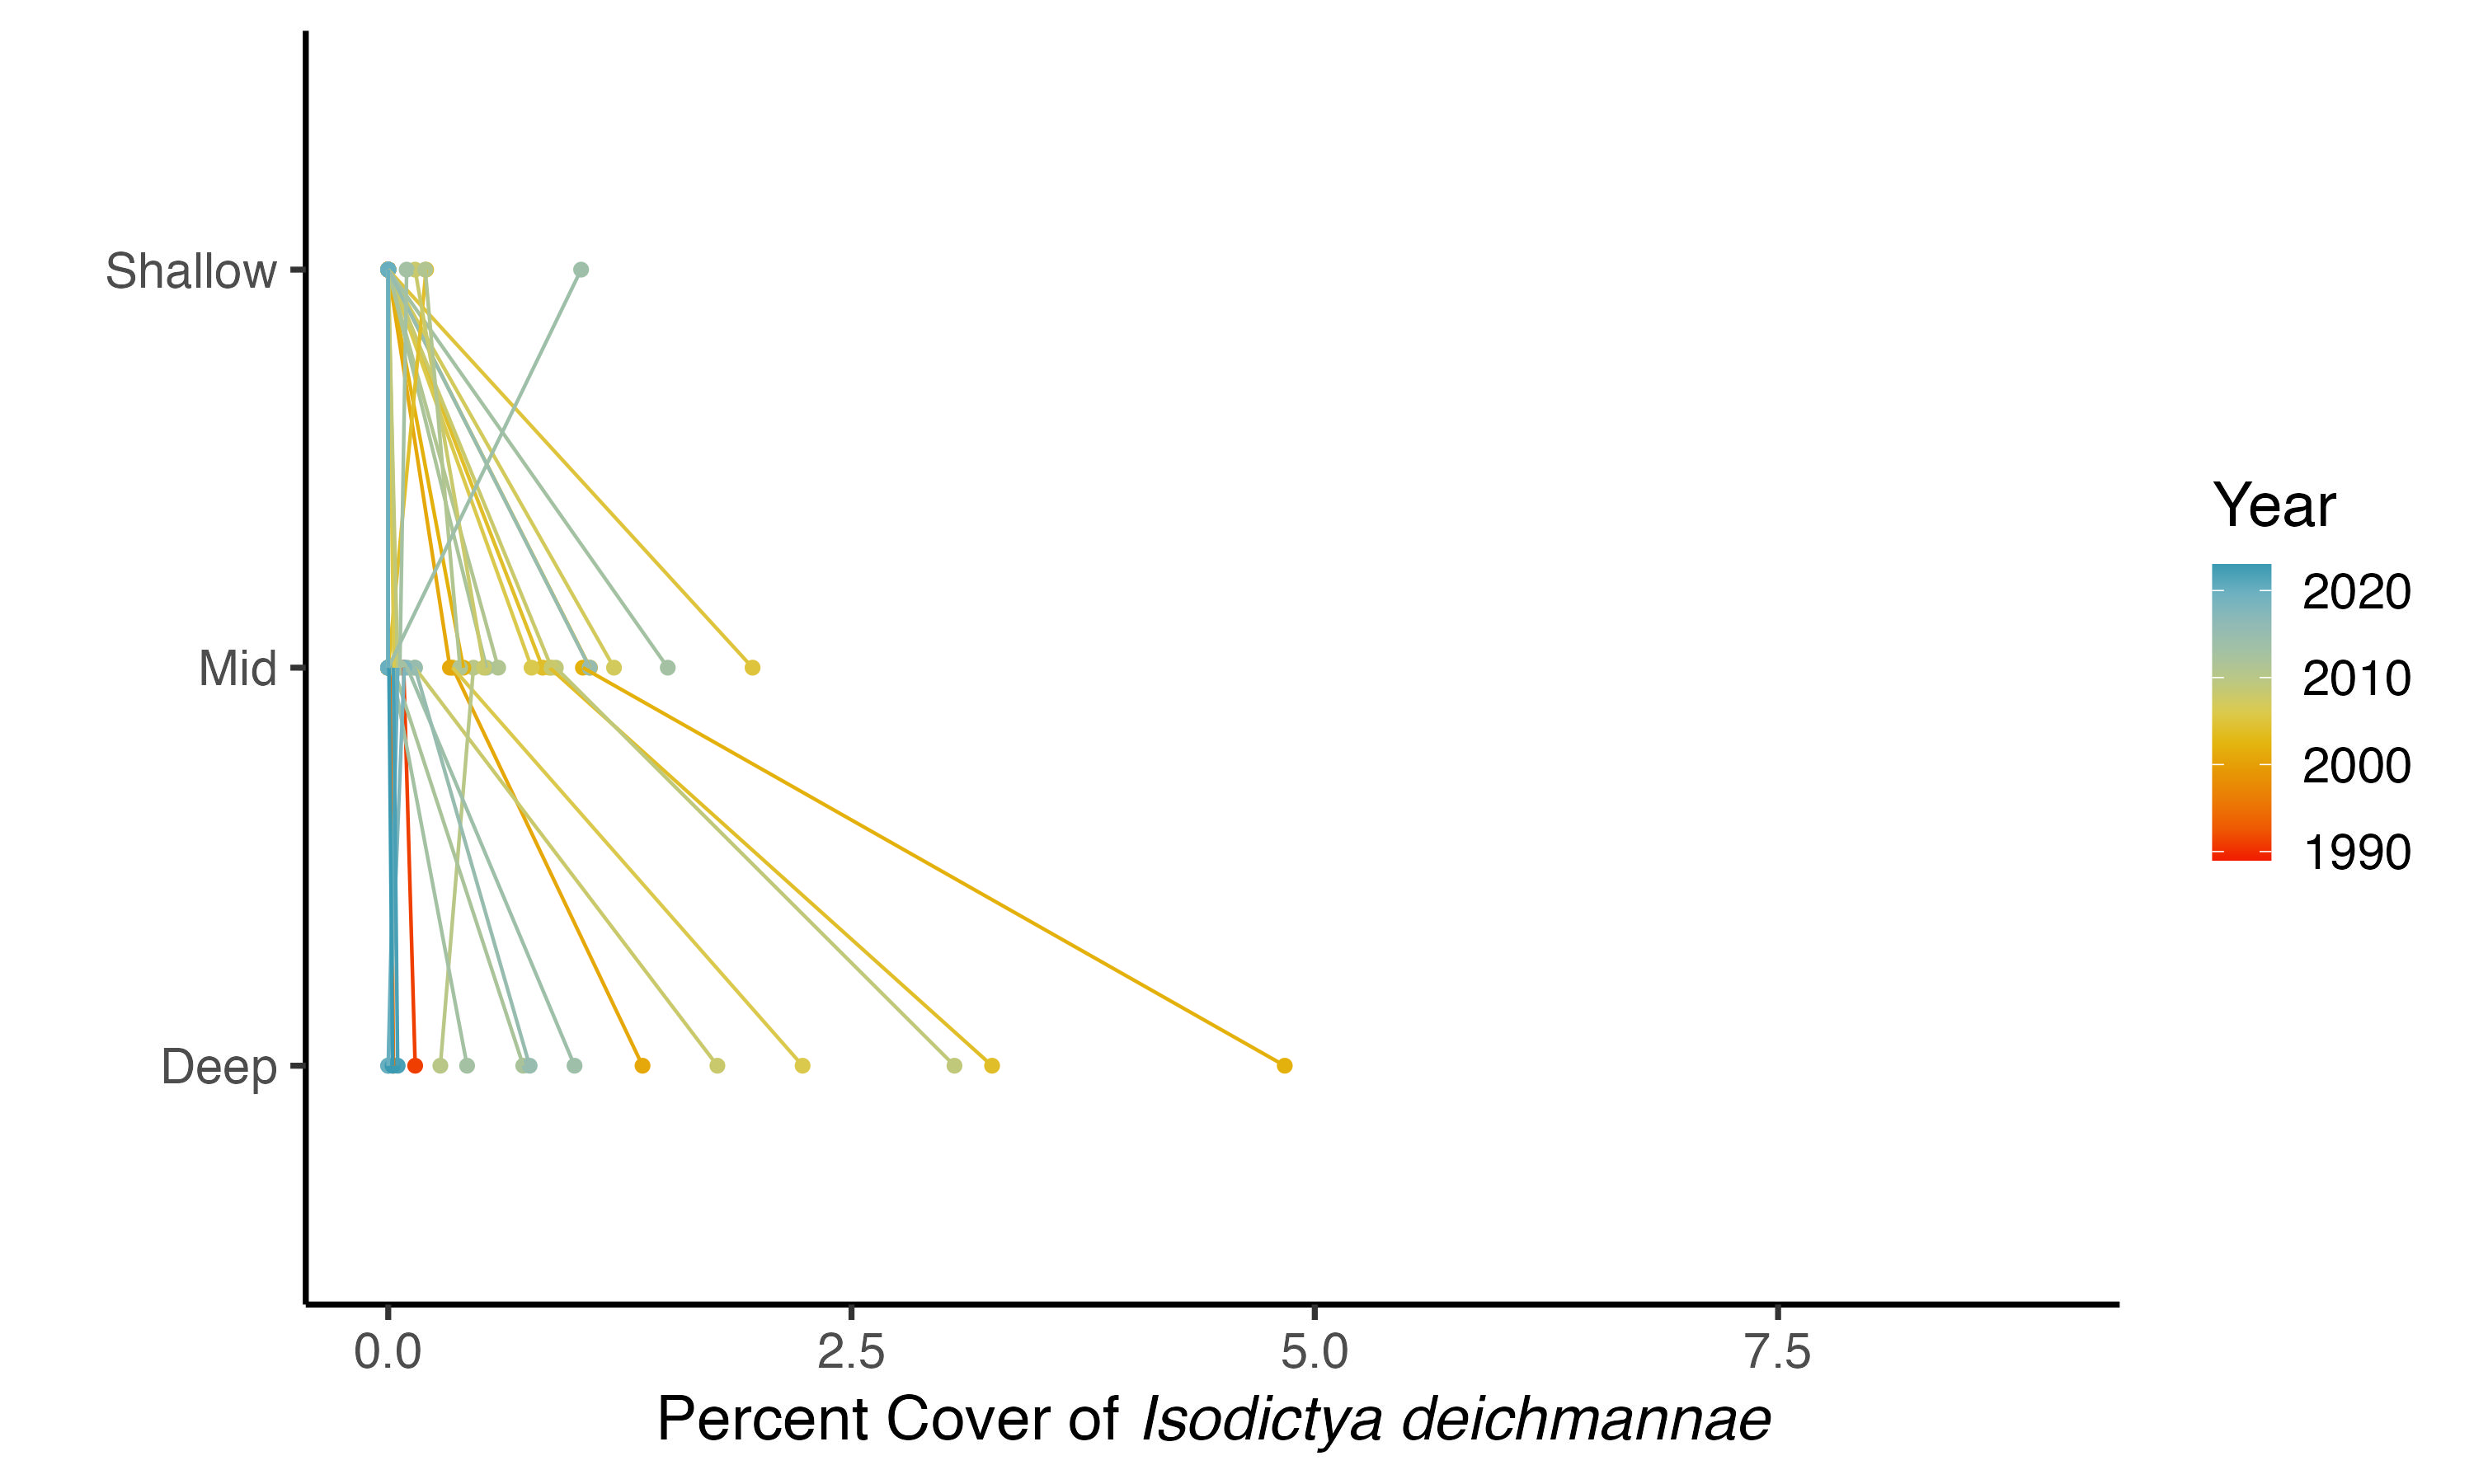 Shallow
Mid
Deep
0.0 2.5 5.0 7.5
Percent Cover of Isodictya deichmannae
Year
2020
2010
2000
1990